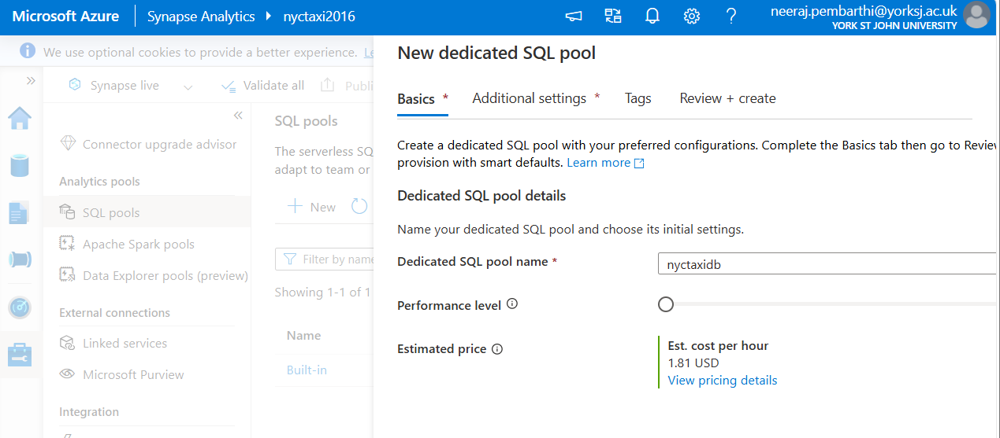 Microsoft Azure Synapse Analytics nyctaxi2016 neeraj.pembarthi@yorksj.ac.uk
YORK ST JOHN UNIVERSITY
We use optional cookies to provide a better experience. Le
Synapse live Validate all Publi
Connector upgrade advisor
Analytics pools
SQL pools
Apache Spark pools
Data Explorer pools (preview)
External connections
Linked services
Microsoft Purview
Integration
SQL pools
The serverless SQ
adapt to team or
New
Filter by name
Showing 1-1 of 1
Name
Built-in
New dedicated SQL pool
Basics * Additional settings * Tags Review + create
Create a dedicated SQL pool with your preferred configurations. Complete the Basics tab then go to Review
provision with smart defaults. Learn more
Dedicated SQL pool details
Name your dedicated SQL pool and choose its initial settings.
Dedicated SQL pool name * nyctaxidb
Performance level
Estimated price
Est. cost per hour
1.81 USD
View pricing details